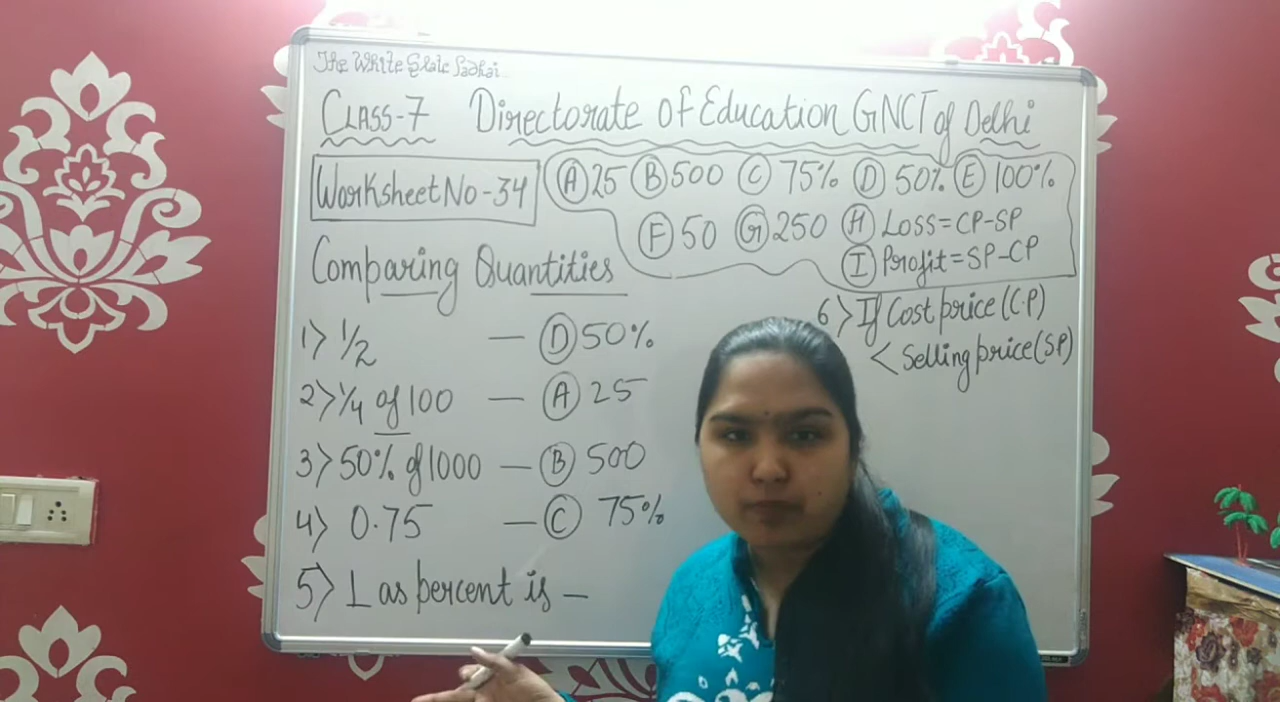 The White Slate Padhai
CLASS-7 Directorate of Education GNCT of Delhi
Worksheet No-34
(A) 25 (B) 500 (C) 75% (D) 50% (E) 100%
(F) 50 (G) 250 (H) Loss=CP-SP
(I) Profit=SP-CP
Comparing Quantities
1> 1/2 — (D) 50%
2> 1/4 of 100 — (A) 25
3> 50% of 1000 — (B) 500
4> 0.75 — (C) 75%
5> 1 as percent is —
6> If Cost price (C.P)
< Selling price (SP)